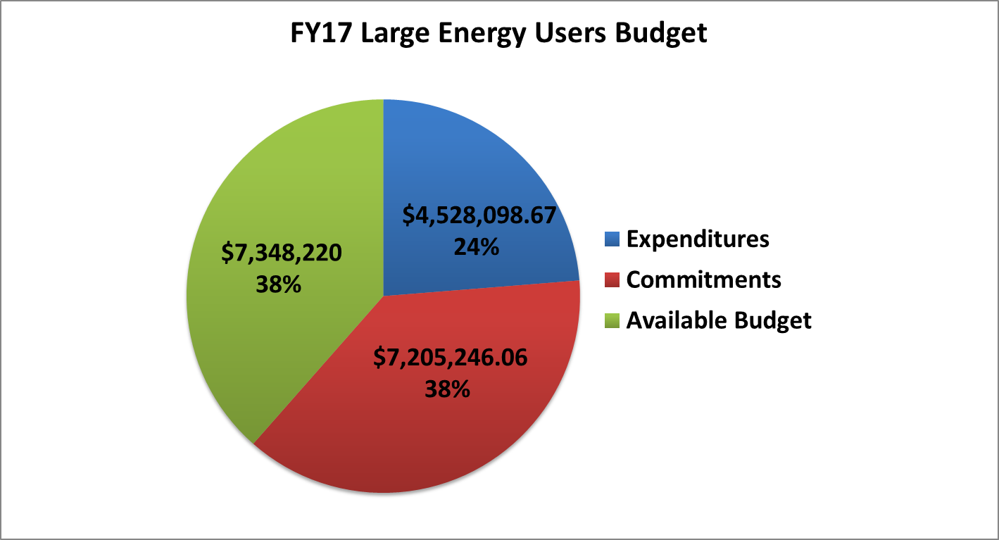 FY17 Large Energy Users Budget
$4,528,098.67
24%
$7,348,220
38%
$7,205,246.06
38%
Expenditures
Commitments
Available Budget